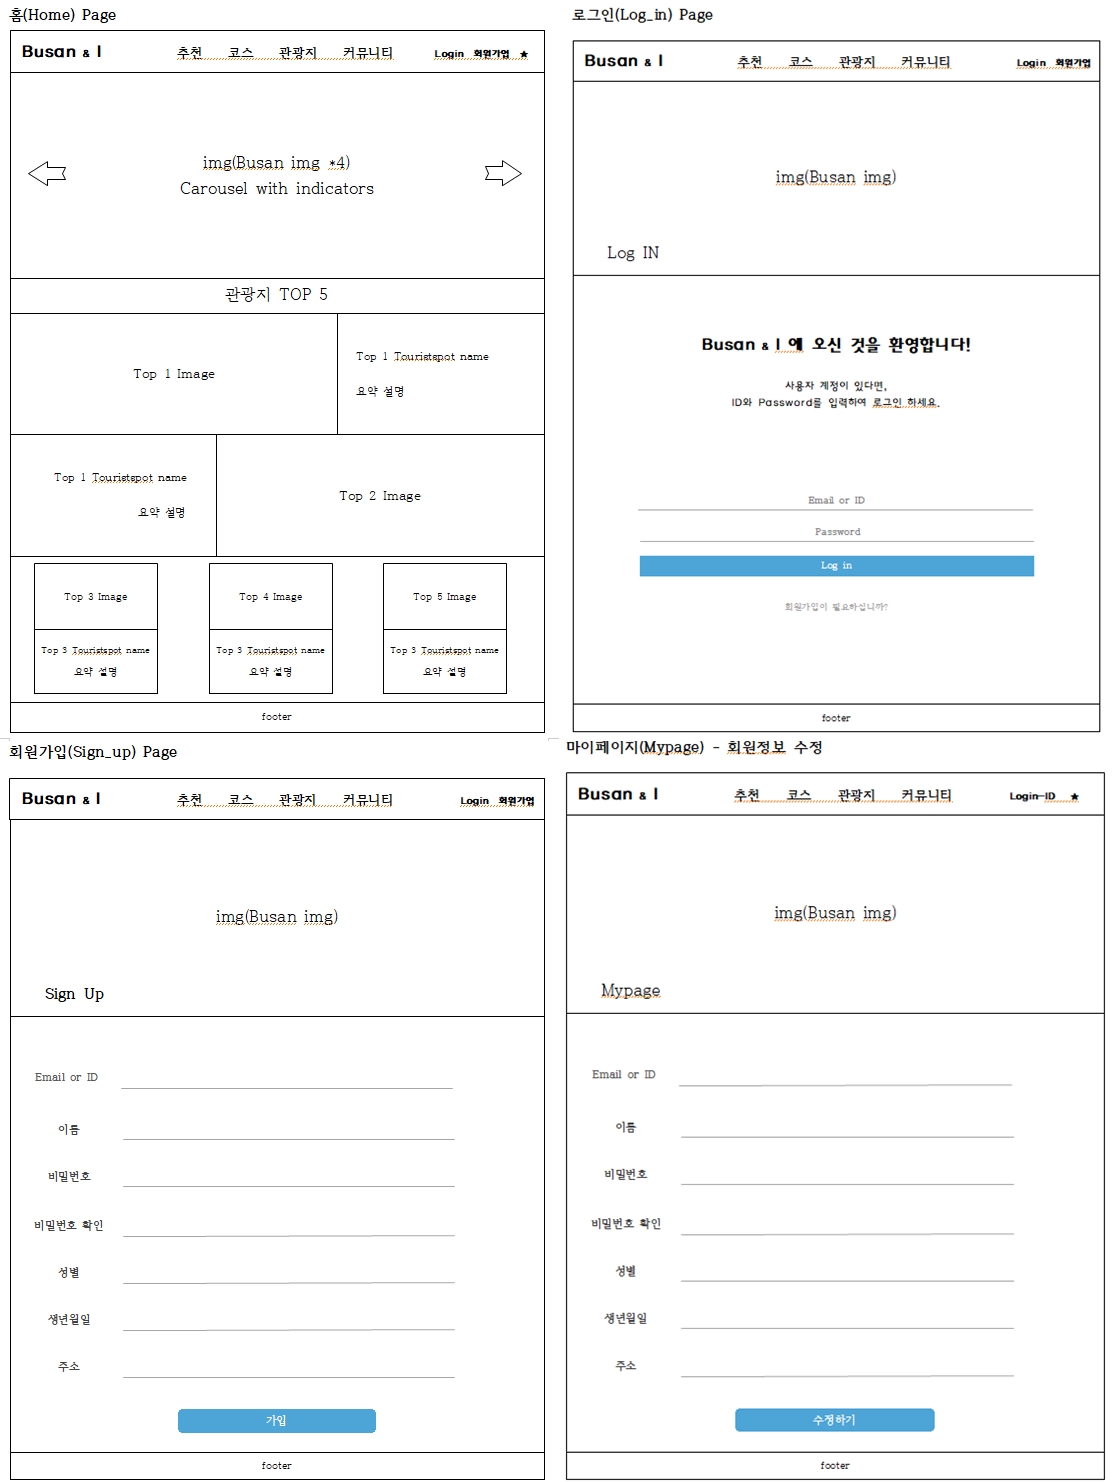 홈(Home) Page
Busan & I 추천 코스 관광지 커뮤니티 Login 회원가입 ★
img(Busan img *4)
Carousel with indicators
관광지 TOP 5
Top 1 Image
Top 1 Touristspot name
요약 설명
Top 1 Touristspot name
요약 설명
Top 2 Image
Top 3 Image
Top 3 Touristspot name
요약 설명
Top 4 Image
Top 3 Touristspot name
요약 설명
Top 5 Image
Top 3 Touristspot name
요약 설명
footer
로그인(Log_in) Page
Busan & I 추천 코스 관광지 커뮤니티 Login 회원가입
img(Busan img)
Log IN
Busan & I 에 오신 것을 환영합니다!
사용자 계정이 있다면,
ID와 Password를 입력하여 로그인 하세요.
Email or ID
Password
Log in
회원가입이 필요하십니까?
footer
회원가입(Sign_up) Page
Busan & I 추천 코스 관광지 커뮤니티 Login 회원가입
img(Busan img)
Sign Up
Email or ID
이름
비밀번호
비밀번호 확인
성별
생년월일
주소
가입
footer
마이페이지(Mypage) - 회원정보 수정
Busan & I 추천 코스 관광지 커뮤니티 Login-ID ★
img(Busan img)
Mypage
Email or ID
이름
비밀번호
비밀번호 확인
성별
생년월일
주소
수정하기
footer